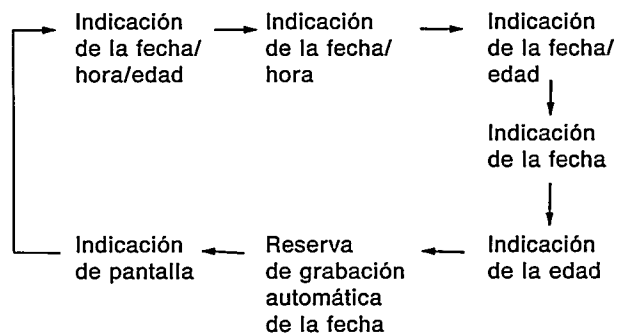 Indicación
de la fecha/
hora/edad
Indicación
de la fecha/
hora
Indicación
de la fecha/
edad
Indicación
de la fecha
Indicación
de la edad
Reserva
de grabación
automática
de la fecha
Indicación
de pantalla